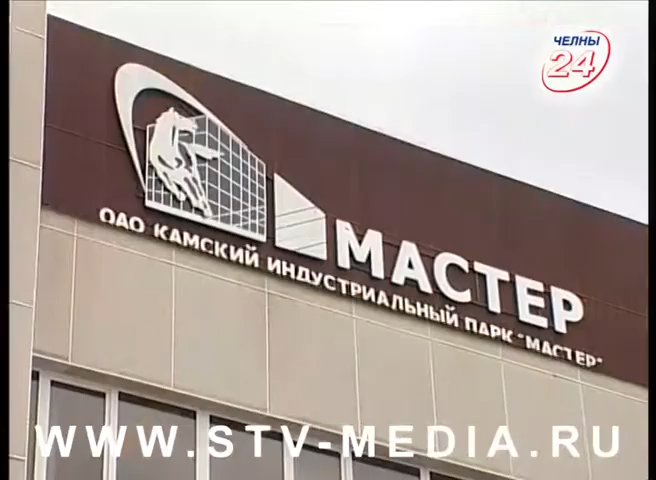 ЧЕЛНЫ
24
МАСТЕР
ОАО КАМСКИЙ ИНДУСТРИАЛЬНЫЙ ПАРК "МАСТЕР"
WWW.STV-MEDIA.RU